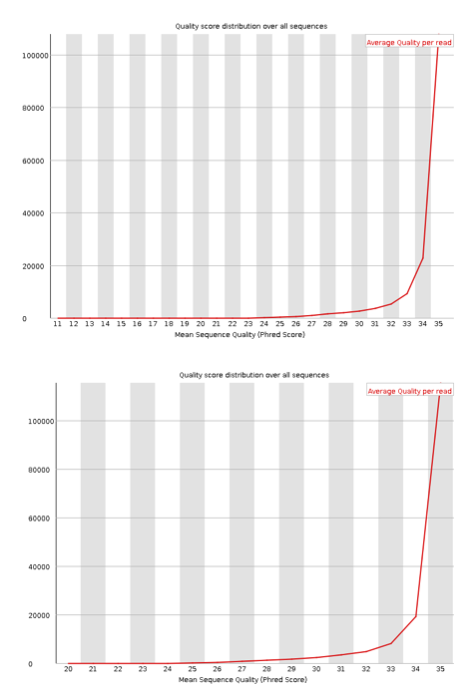 Quality score distribution over all sequences
Average Quality per read
100000
80000
60000
40000
20000
0
11 12 13 14 15 16 17 18 19 20 21 22 23 24 25 26 27 28 29 30 31 32 33 34 35
Mean Sequence Quality (Phred Score)
Quality score distribution over all sequences
Average Quality per read
100000
80000
60000
40000
20000
0
20 21 22 23 24 25 26 27 28 29 30 31 32 33 34 35
Mean Sequence Quality (Phred Score)